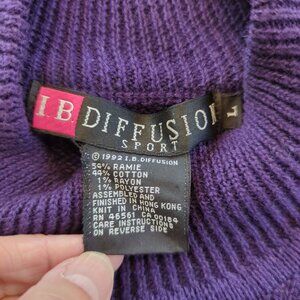 I.B. DIFFUSION
SPORT
L
© 1992 I.B. DIFFUSION
54% RAMIE
44% COTTON
1% RAYON
1% POLYESTER
ASSEMBLED AND
FINISHED IN HONG KONG
KNIT IN CHINA
RN 46561 CA 00184
CARE INSTRUCTIONS
ON REVERSE SIDE